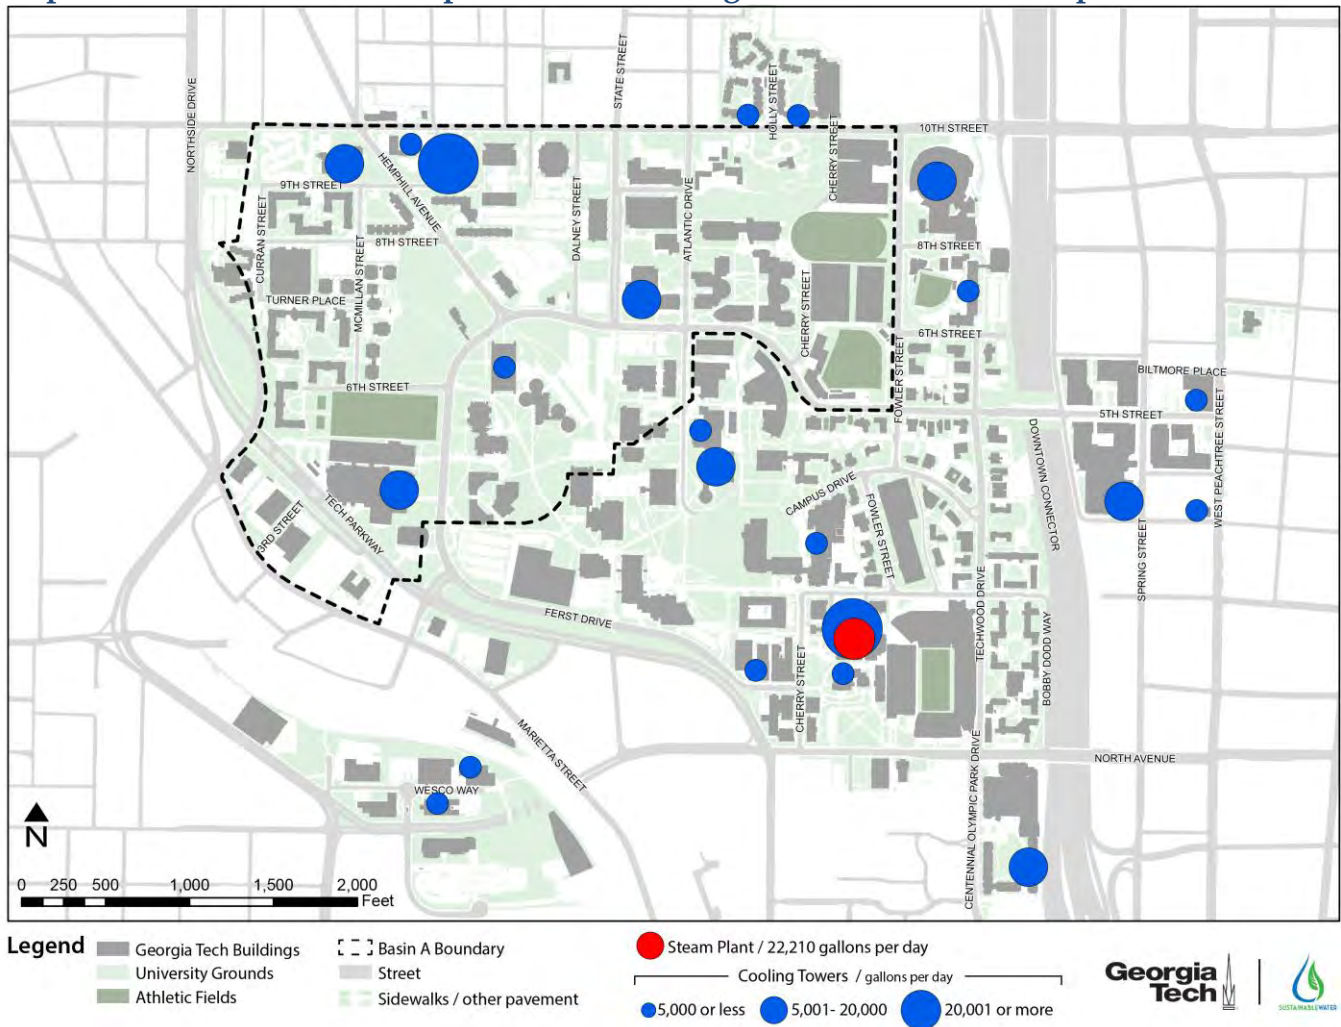 10TH STREET
NORTHSIDE DRIVE
STATE STREET
HOLLY STREET
CHERRY STREET
HEMPHILL AVENUE
9TH STREET
8TH STREET
CURRAN STREET
MCMILLAN STREET
TURNER PLACE
DALNEY STREET
ATLANTIC DRIVE
8TH STREET
6TH STREET
CHERRY STREET
FOWLER STREET
6TH STREET
BILTMORE PLACE
5TH STREET
WEST PEACHTREE STREET
DOWNTOWN CONNECTOR
SPRING STREET
CAMPUS DRIVE
FOWLER STREET
3RD STREET
TECH PARKWAY
FERST DRIVE
TECHWOOD DRIVE
BOBBY DODD WAY
CHERRY STREET
MARIETTA STREET
NORTH AVENUE
WESCO WAY
CENTENNIAL OLYMPIC PARK DRIVE
N
0 250 500 1,000 1,500 2,000
Feet
Legend
Georgia Tech Buildings
University Grounds
Athletic Fields
Basin A Boundary
Street
Sidewalks / other pavement
Steam Plant / 22,210 gallons per day
Cooling Towers / gallons per day
5,000 or less
5,001- 20,000
20,001 or more
Georgia
Tech
SUSTAINABLEWATER